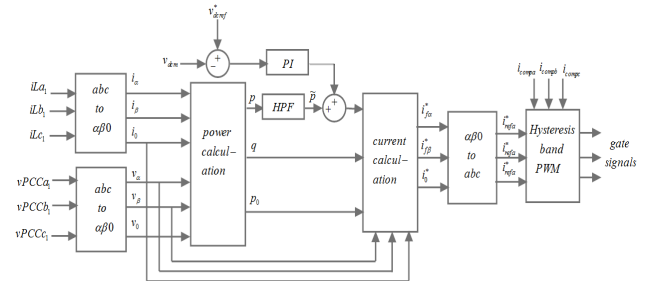 v*dcref
vdcm
+
−
PI
icompa icompb icompc
iLa1
iLb1
iLc1
abc
to
αβ0
iα
iβ
i0
power
calcul-
ation
p
HPF
p̃
+
+
q
p0
current
calcul-
ation
i*fα
i*fβ
i*0
αβ0
to
abc
i*refa
i*refa
i*refa
Hysteresis
band
PWM
gate
signals
vPCCa1
vPCCb1
vPCCc1
abc
to
αβ0
vα
vβ
v0